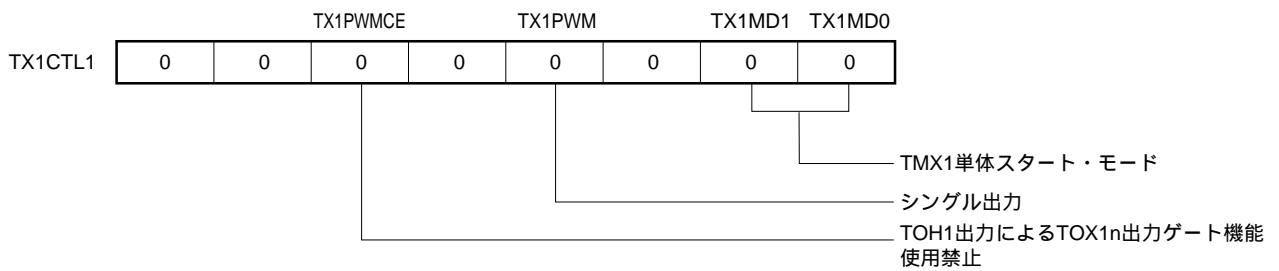 TX1PWMCE TX1PWM TX1MD1 TX1MD0
TX1CTL1 0 0 0 0 0 0 0 0
TMX1単体スタート・モード
シングル出力
TOH1出力によるTOX1n出力ゲート機能
使用禁止